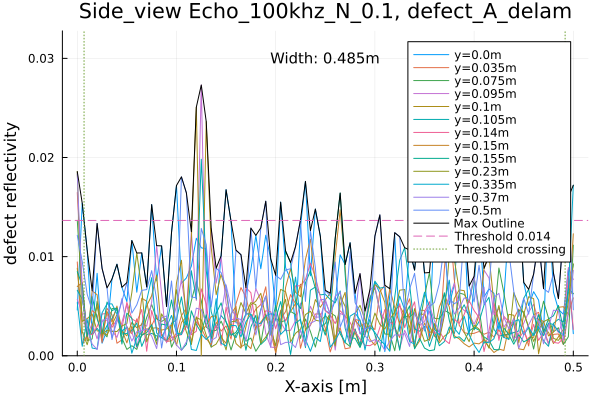 Side_view Echo_100khz_N_0.1, defect_A_delam
Width: 0.485m
y=0.0m
y=0.035m
y=0.075m
y=0.095m
y=0.1m
y=0.105m
y=0.14m
y=0.15m
y=0.155m
y=0.23m
y=0.335m
y=0.37m
y=0.5m
Max Outline
Threshold 0.014
Threshold crossing
defect reflectivity
0.03
0.02
0.01
0.00
0.0 0.1 0.2 0.3 0.4 0.5
X-axis [m]